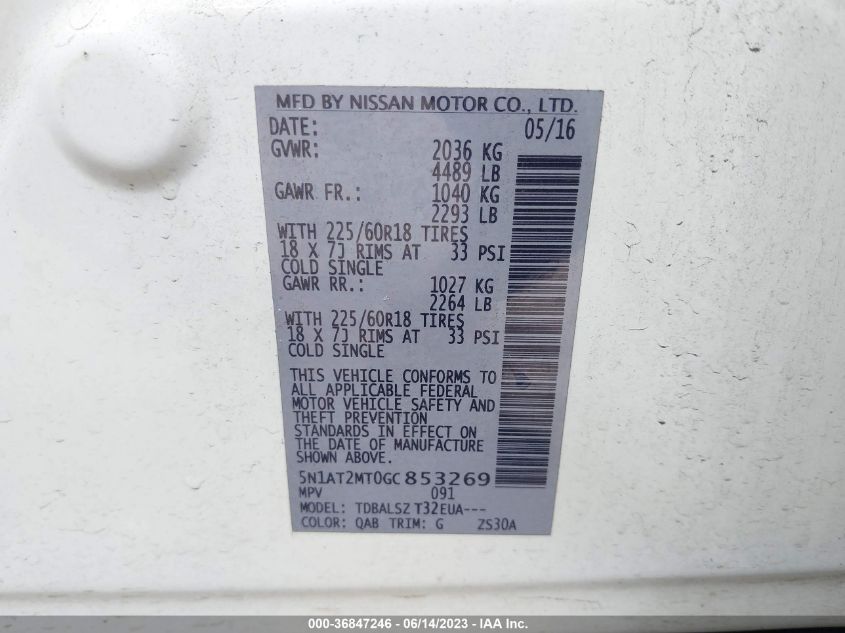 MFD BY NISSAN MOTOR CO., LTD.
DATE: 05/16
GVWR: 2036 KG
4489 LB
GAWR FR.: 1040 KG
2293 LB
WITH 225/60R18 TIRES
18 X 7J RIMS AT 33 PSI
COLD SINGLE
GAWR RR.: 1027 KG
2264 LB
WITH 225/60R18 TIRES
18 X 7J RIMS AT 33 PSI
COLD SINGLE
THIS VEHICLE CONFORMS TO
ALL APPLICABLE FEDERAL
MOTOR VEHICLE SAFETY AND
THEFT PREVENTION
STANDARDS IN EFFECT ON
THE DATE OF MANUFACTURE
SHOWN ABOVE.
5N1AT2MT0GC853269
MPV 091
MODEL: TDBALSZ T32EUA---
COLOR: QAB TRIM: G ZS30A
000-36847246 - 06/14/2023 - IAA Inc.